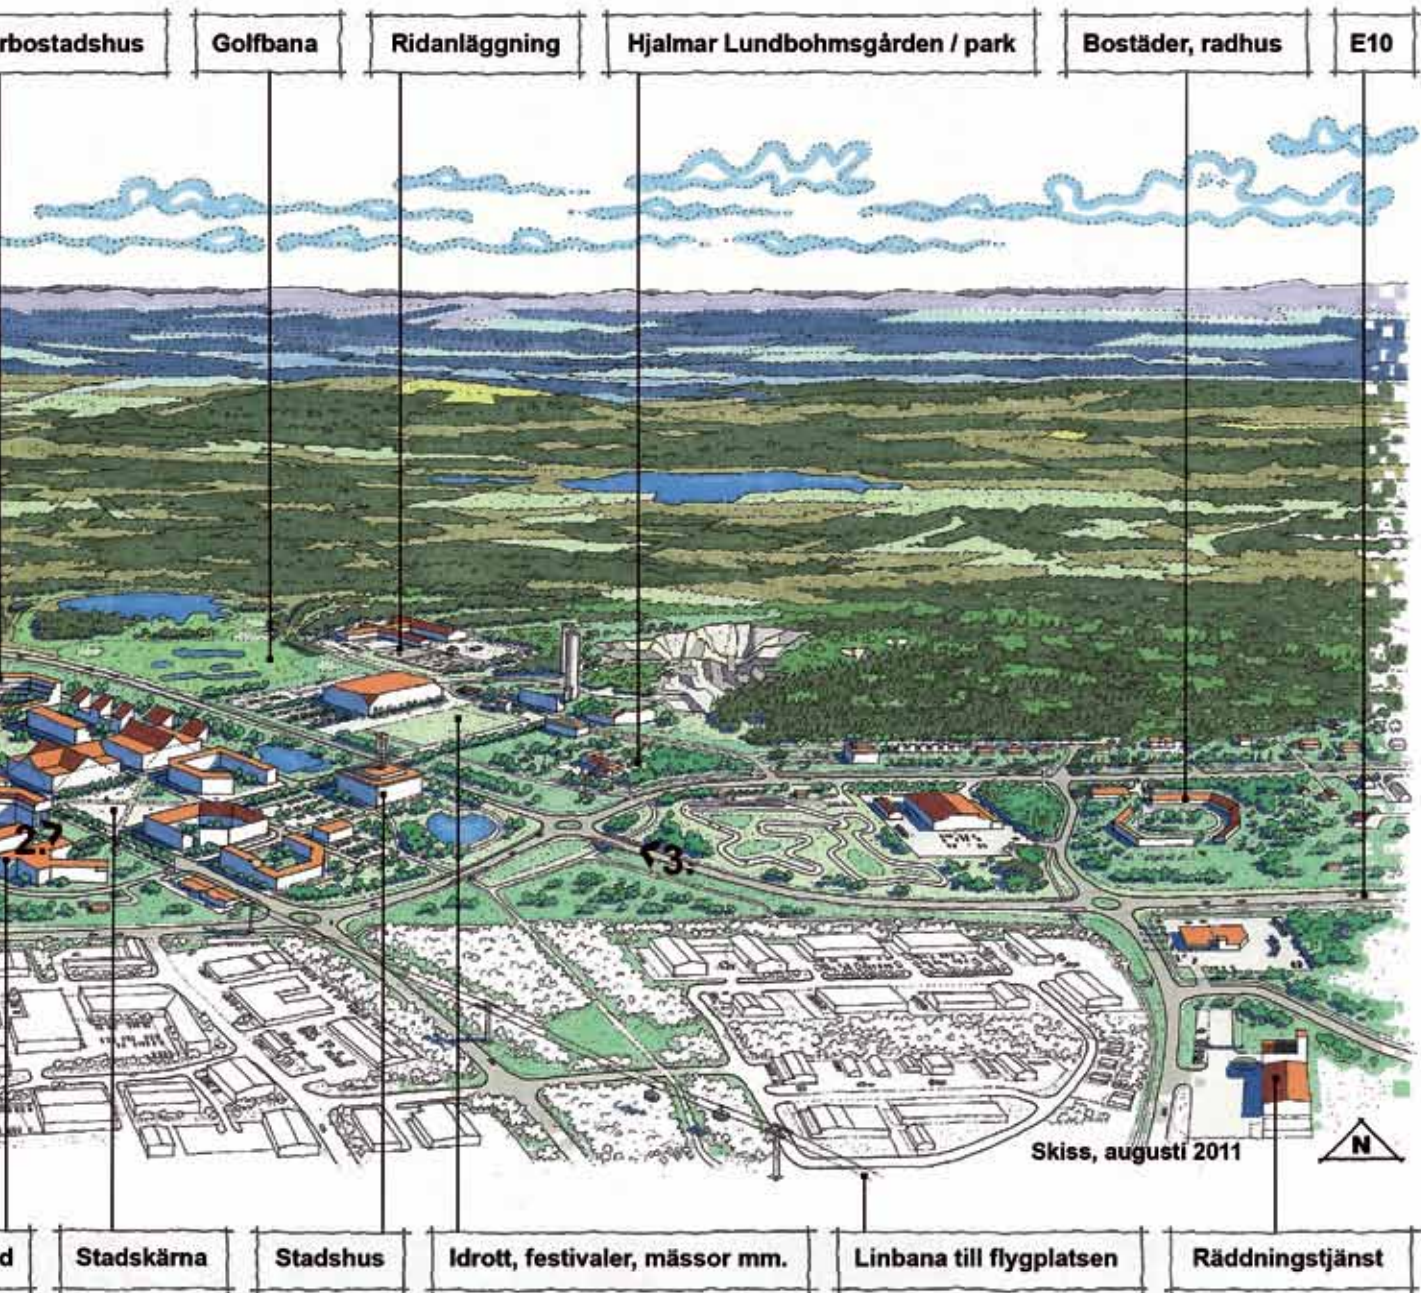 rbostadshus
Golfbana
Ridanläggning
Hjalmar Lundbohmsgården / park
Bostäder, radhus
E10
2.?
3.
Skiss, augusti 2011
N
d
Stadskärna
Stadshus
Idrott, festivaler, mässor mm.
Linbana till flygplatsen
Räddningstjänst